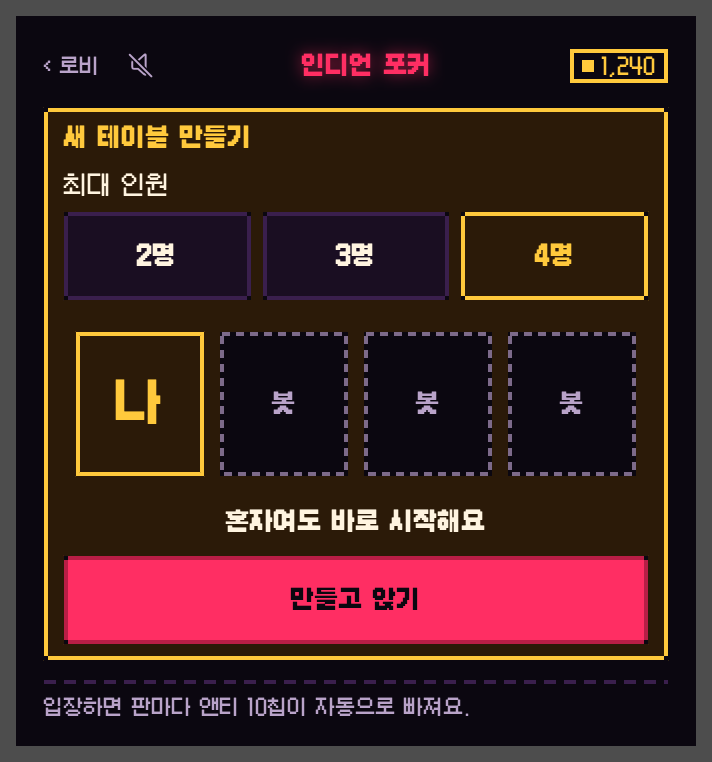 ‹ 로비
인디언 포커
1,240
새 테이블 만들기
최대 인원
2명 3명 4명
나 봇 봇 봇
혼자여도 바로 시작해요
만들고 앉기
입장하면 판마다 앤티 10칩이 자동으로 빠져요.